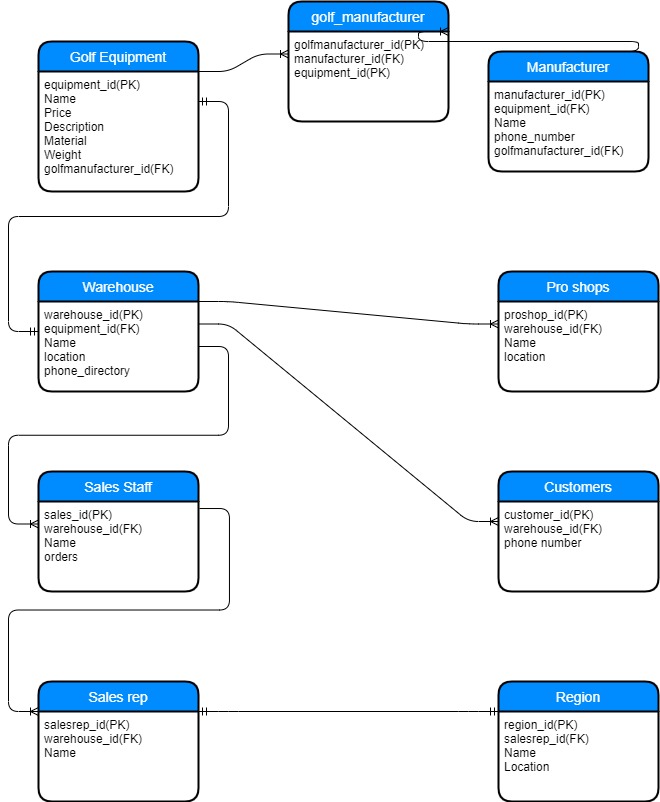 golf_manufacturer
golfmanufacturer_id(PK)
manufacturer_id(FK)
equipment_id(PK)
Golf Equipment
equipment_id(PK)
Name
Price
Description
Material
Weight
golfmanufacturer_id(FK)
Manufacturer
manufacturer_id(PK)
equipment_id(FK)
Name
phone_number
golfmanufacturer_id(FK)
Warehouse
warehouse_id(PK)
equipment_id(FK)
Name
location
phone_directory
Pro shops
proshop_id(PK)
warehouse_id(FK)
Name
location
Sales Staff
sales_id(PK)
warehouse_id(FK)
Name
orders
Customers
customer_id(PK)
warehouse_id(FK)
phone number
Sales rep
salesrep_id(PK)
warehouse_id(FK)
Name
Region
region_id(PK)
salesrep_id(FK)
Name
Location